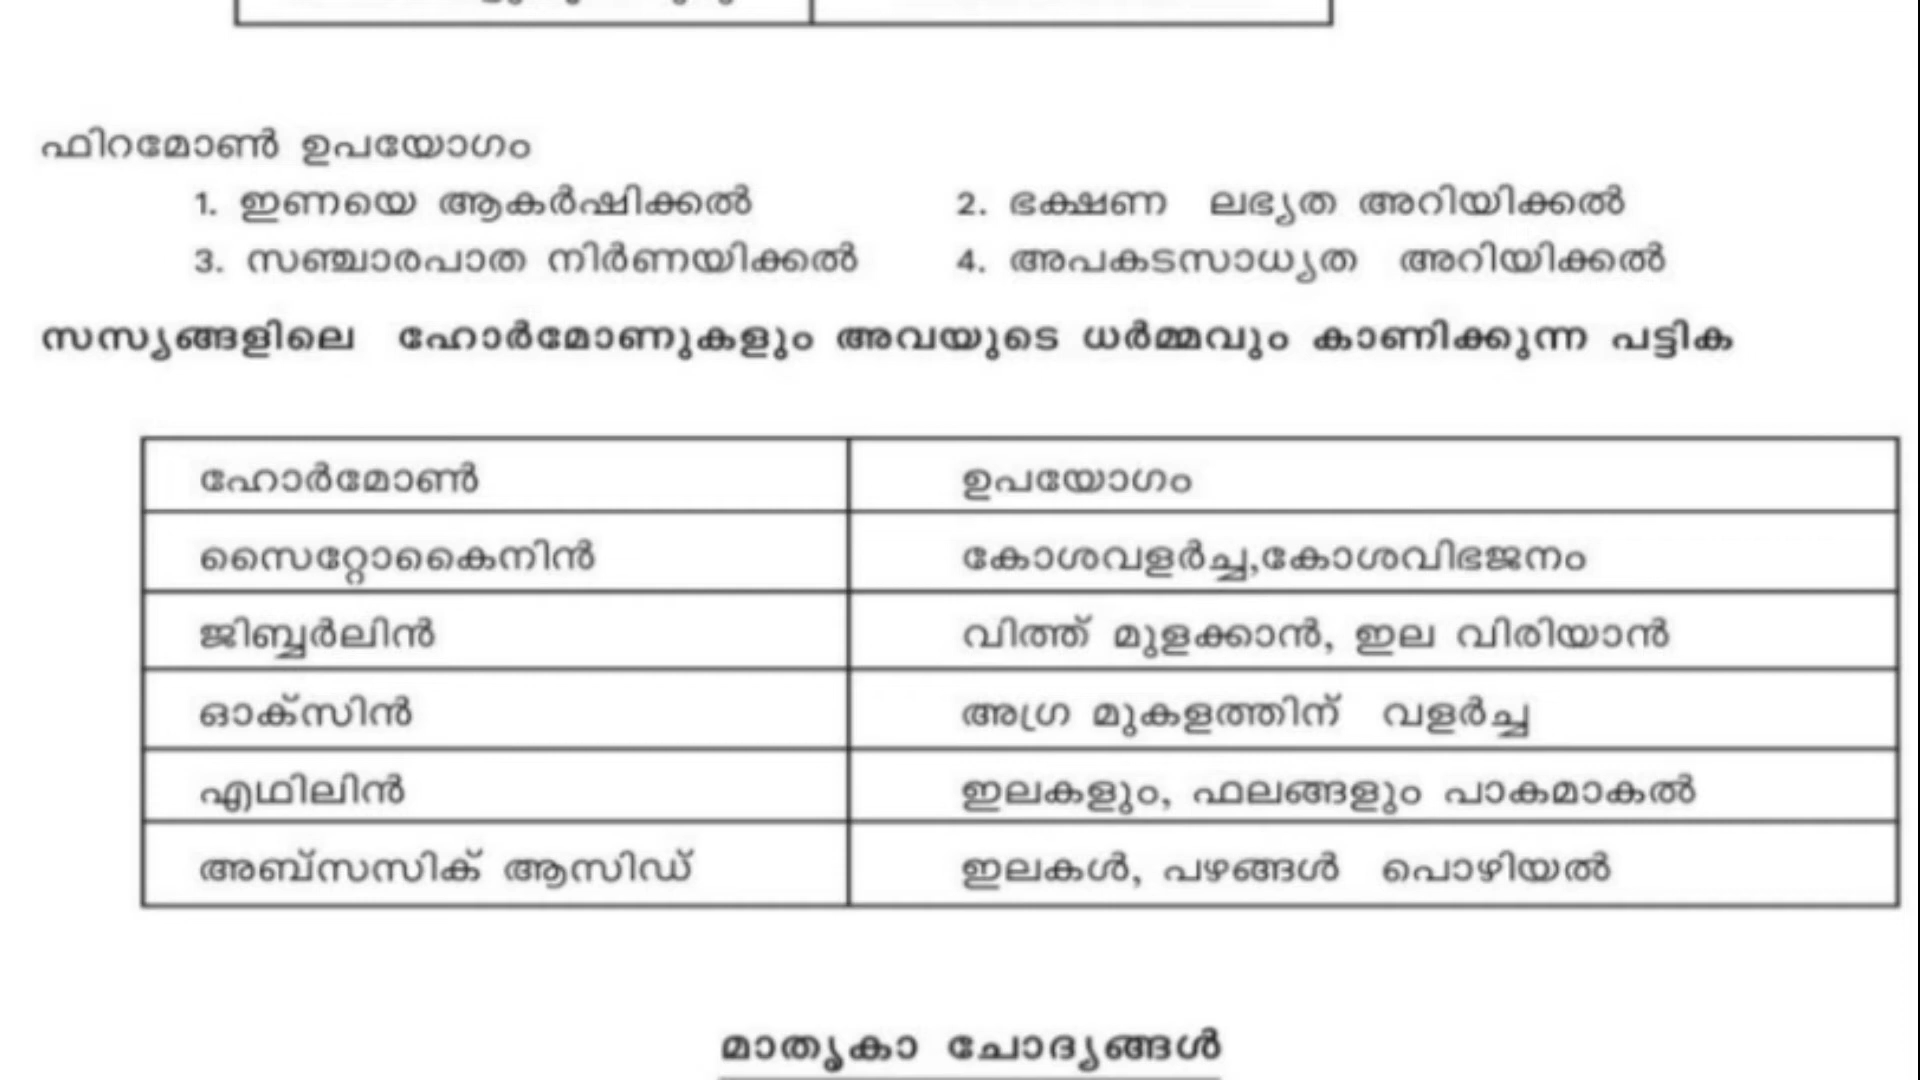 ഫിറമോൺ ഉപയോഗം
1. ഇണയെ ആകർഷിക്കൽ 2. ഭക്ഷണ ലഭ്യത അറിയിക്കൽ
3. സഞ്ചാരപാത നിർണയിക്കൽ 4. അപകടസാധ്യത അറിയിക്കൽ
സസ്യങ്ങളിലെ ഹോർമോണുകളും അവയുടെ ധർമ്മവും കാണിക്കുന്ന പട്ടിക
ഹോർമോൺ ഉപയോഗം
സൈറ്റോകൈനിൻ കോശവളർച്ച,കോശവിഭജനം
ജിബ്ബർലിൻ വിത്ത് മുളക്കാൻ, ഇല വിരിയാൻ
ഓക്സിൻ അഗ്ര മുകളത്തിന് വളർച്ച
എഥിലിൻ ഇലകളും, ഫലങ്ങളും പാകമാകൽ
അബ്സസിക് ആസിഡ് ഇലകൾ, പഴങ്ങൾ പൊഴിയൽ
മാതൃകാ ചോദ്യങ്ങൾ